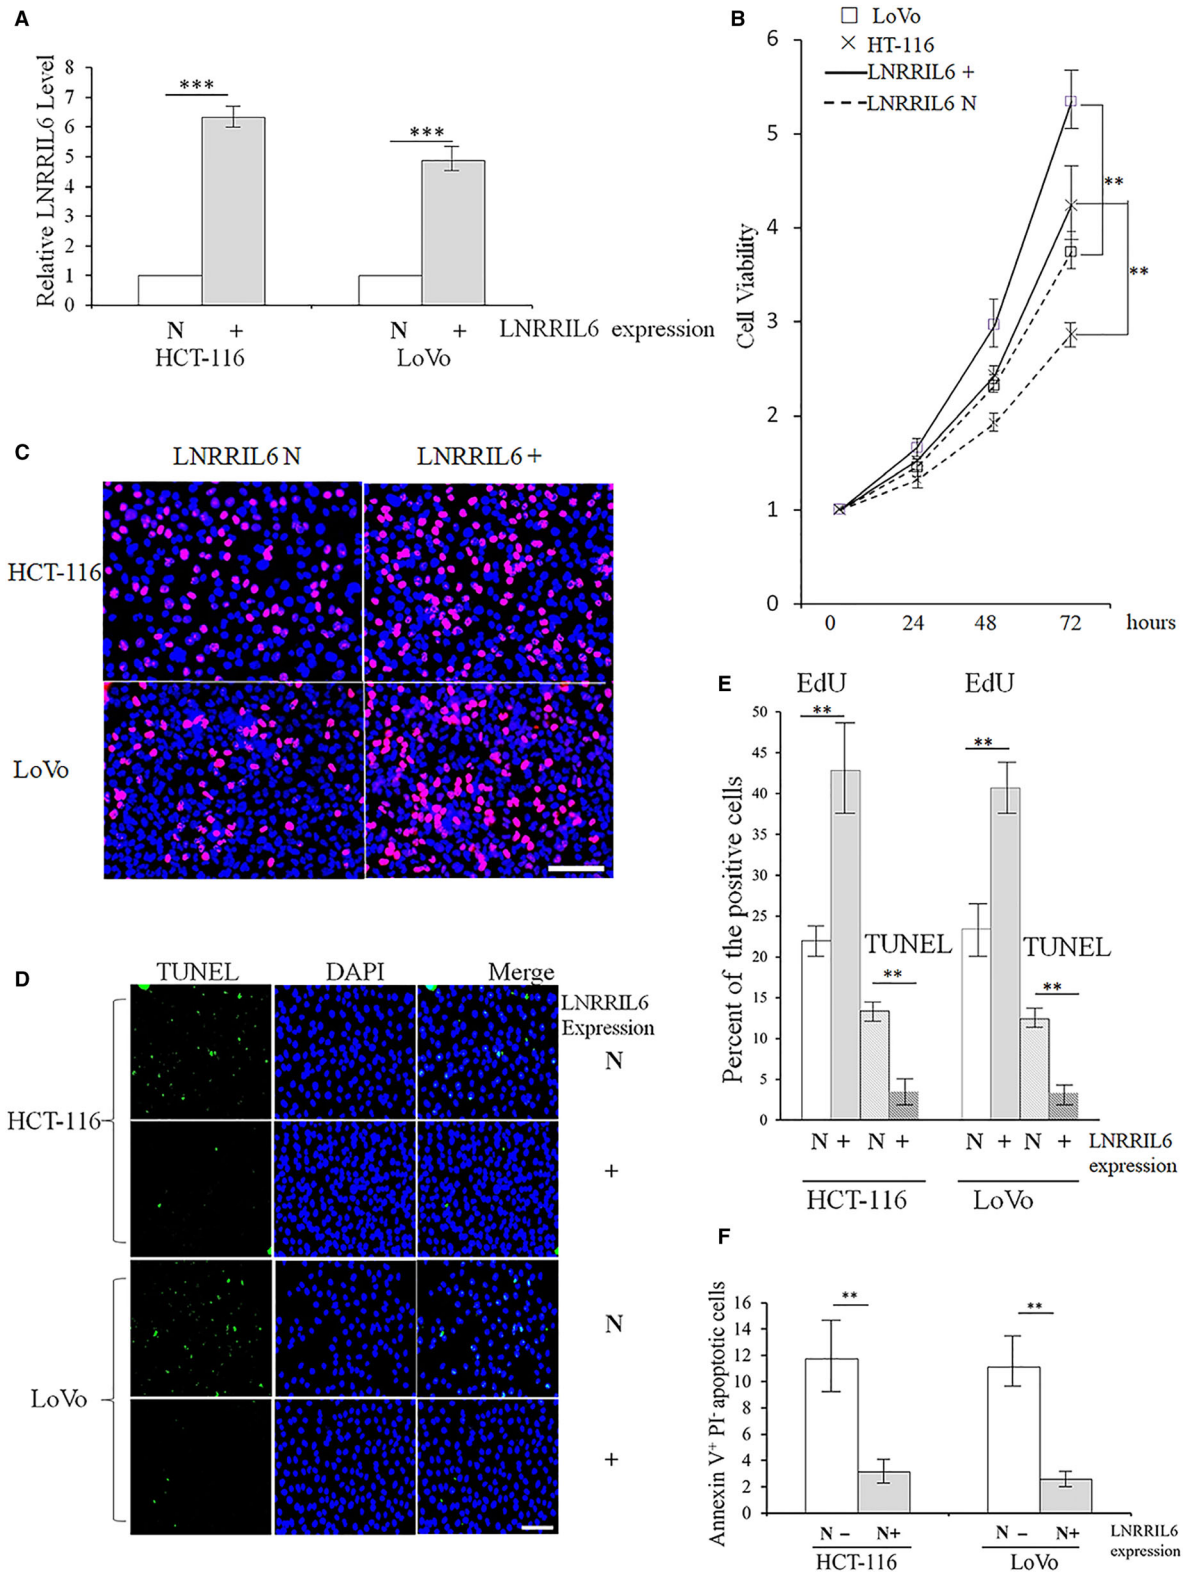 A
Relative LNRRIL6 Level
8
7
6
5
4
3
2
1
0
***
***
N + N + LNRRIL6 expression
HCT-116 LoVo
B
LoVo
HT-116
LNRRIL6 +
LNRRIL6 N
Cell Viability
6
5
4
3
2
1
0
**
**
0 24 48 72 hours
C
LNRRIL6 N LNRRIL6 +
HCT-116
LoVo
D
TUNEL DAPI Merge
LNRRIL6
Expression
N
HCT-116
+
N
LoVo
+
E
EdU EdU
Percent of the positive cells
50
45
40
35
30
25
20
15
10
5
0
** **
TUNEL TUNEL
** **
N + N + N + N + LNRRIL6
expression
HCT-116 LoVo
F
Annexin V+ PI- apoptotic cells
16
14
12
10
8
6
4
2
0
** **
N – N+ N – N+ LNRRIL6
expression
HCT-116 LoVo